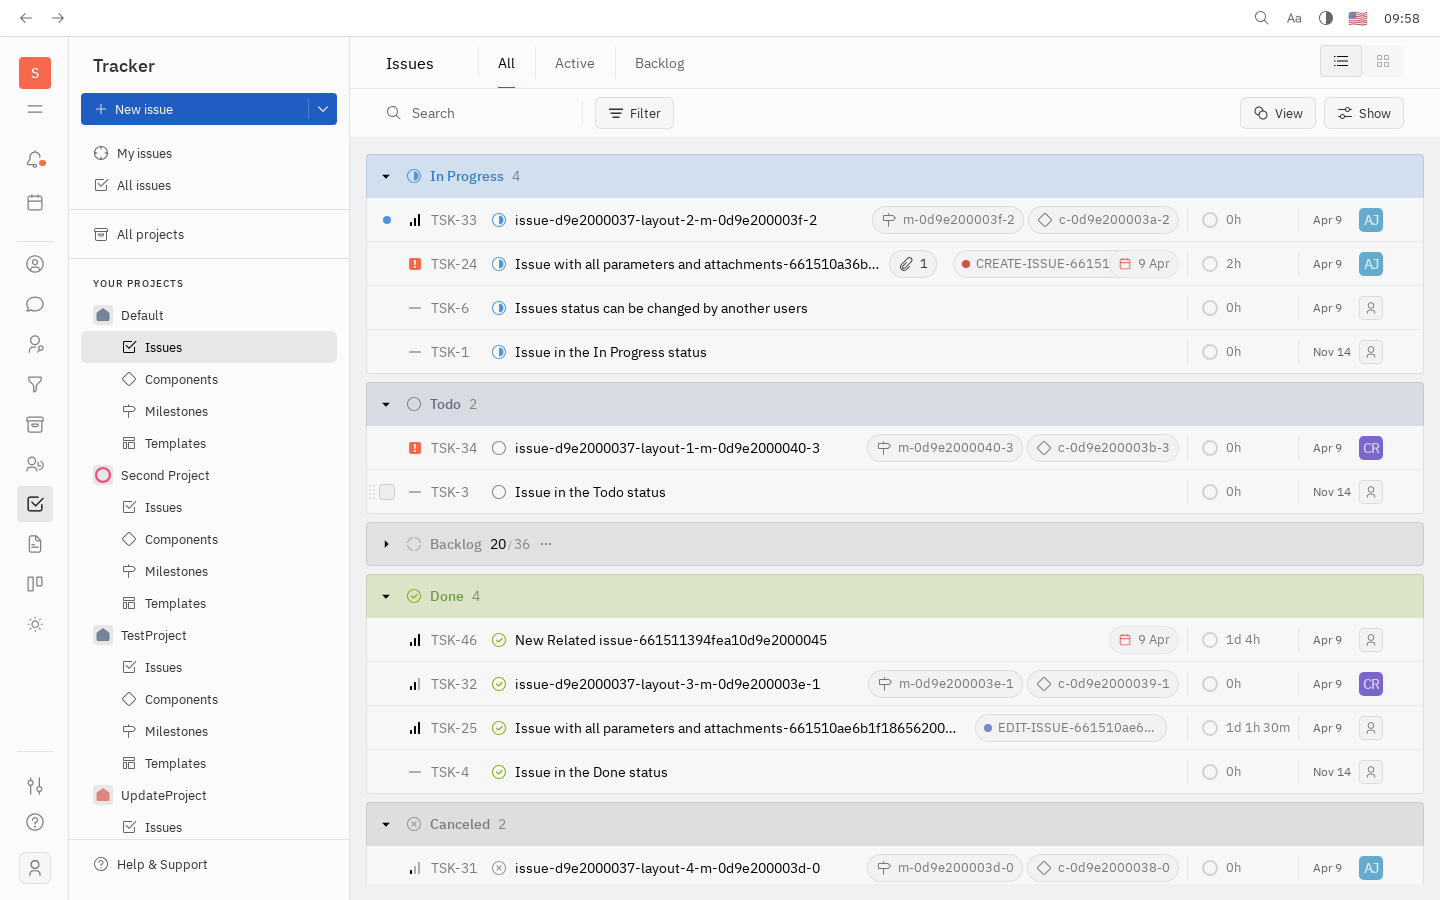 Aa 09:58
S
Tracker
New issue
My issues
All issues
All projects
YOUR PROJECTS
Default
Issues
Components
Milestones
Templates
Second Project
Issues
Components
Milestones
Templates
TestProject
Issues
Components
Milestones
Templates
UpdateProject
Issues
Help & Support
Issues All Active Backlog
Search Filter View Show
In Progress 4
TSK-33 issue-d9e2000037-layout-2-m-0d9e200003f-2 m-0d9e200003f-2 c-0d9e200003a-2 0h Apr 9 AJ
TSK-24 Issue with all parameters and attachments-661510a36b... 1 CREATE-ISSUE-66151 9 Apr 2h Apr 9 AJ
TSK-6 Issues status can be changed by another users 0h Apr 9
TSK-1 Issue in the In Progress status 0h Nov 14
Todo 2
TSK-34 issue-d9e2000037-layout-1-m-0d9e2000040-3 m-0d9e2000040-3 c-0d9e200003b-3 0h Apr 9 CR
TSK-3 Issue in the Todo status 0h Nov 14
Backlog 20/36 ...
Done 4
TSK-46 New Related issue-661511394fea10d9e2000045 9 Apr 1d 4h Apr 9
TSK-32 issue-d9e2000037-layout-3-m-0d9e200003e-1 m-0d9e200003e-1 c-0d9e2000039-1 0h Apr 9 CR
TSK-25 Issue with all parameters and attachments-661510ae6b1f18656200... EDIT-ISSUE-661510ae6... 1d 1h 30m Apr 9
TSK-4 Issue in the Done status 0h Nov 14
Canceled 2
TSK-31 issue-d9e2000037-layout-4-m-0d9e200003d-0 m-0d9e200003d-0 c-0d9e2000038-0 0h Apr 9 AJ